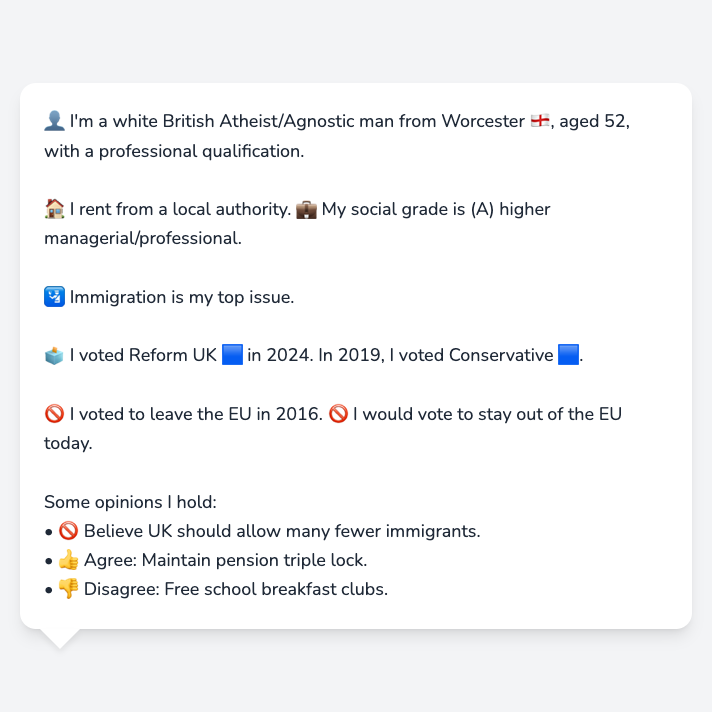 👤 I'm a white British Atheist/Agnostic man from Worcester 🏴󠁧󠁢󠁥󠁮󠁧󠁿, aged 52,
with a professional qualification.
🏠 I rent from a local authority. 💼 My social grade is (A) higher
managerial/professional.
🛂 Immigration is my top issue.
🗳️ I voted Reform UK 🟦 in 2024. In 2019, I voted Conservative 🟦.
🚫 I voted to leave the EU in 2016. 🚫 I would vote to stay out of the EU
today.
Some opinions I hold:
• 🚫 Believe UK should allow many fewer immigrants.
• 👍 Agree: Maintain pension triple lock.
• 👎 Disagree: Free school breakfast clubs.